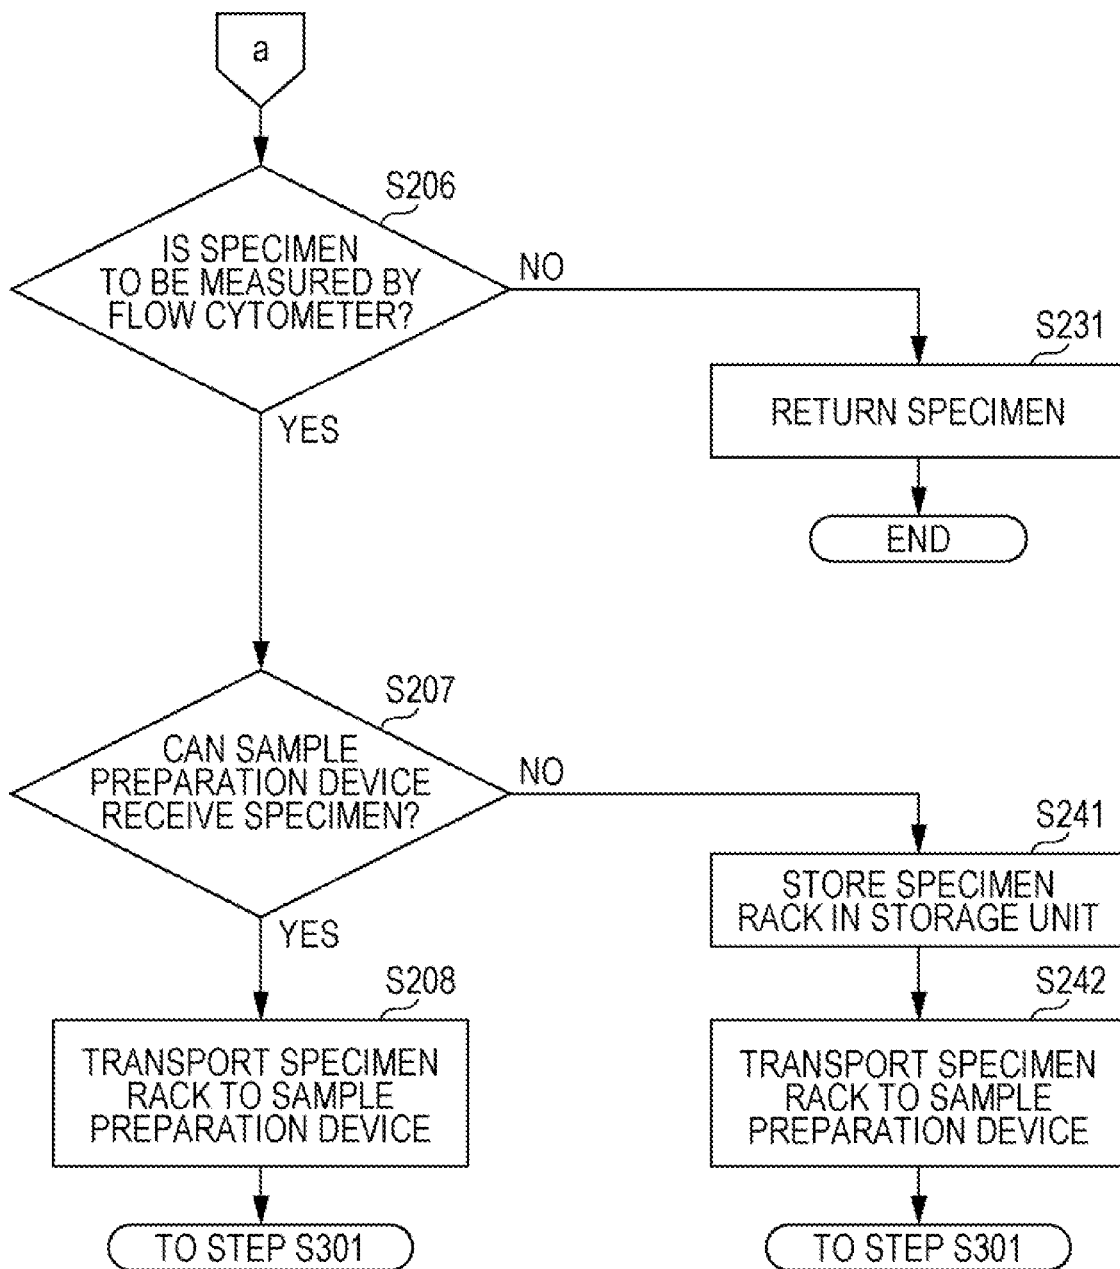 a
S206
IS SPECIMEN
TO BE MEASURED BY
FLOW CYTOMETER?
NO
YES
S231
RETURN SPECIMEN
END
S207
CAN SAMPLE
PREPARATION DEVICE
RECEIVE SPECIMEN?
NO
YES
S241
STORE SPECIMEN
RACK IN STORAGE UNIT
S208
TRANSPORT SPECIMEN
RACK TO SAMPLE
PREPARATION DEVICE
S242
TRANSPORT SPECIMEN
RACK TO SAMPLE
PREPARATION DEVICE
TO STEP S301
TO STEP S301